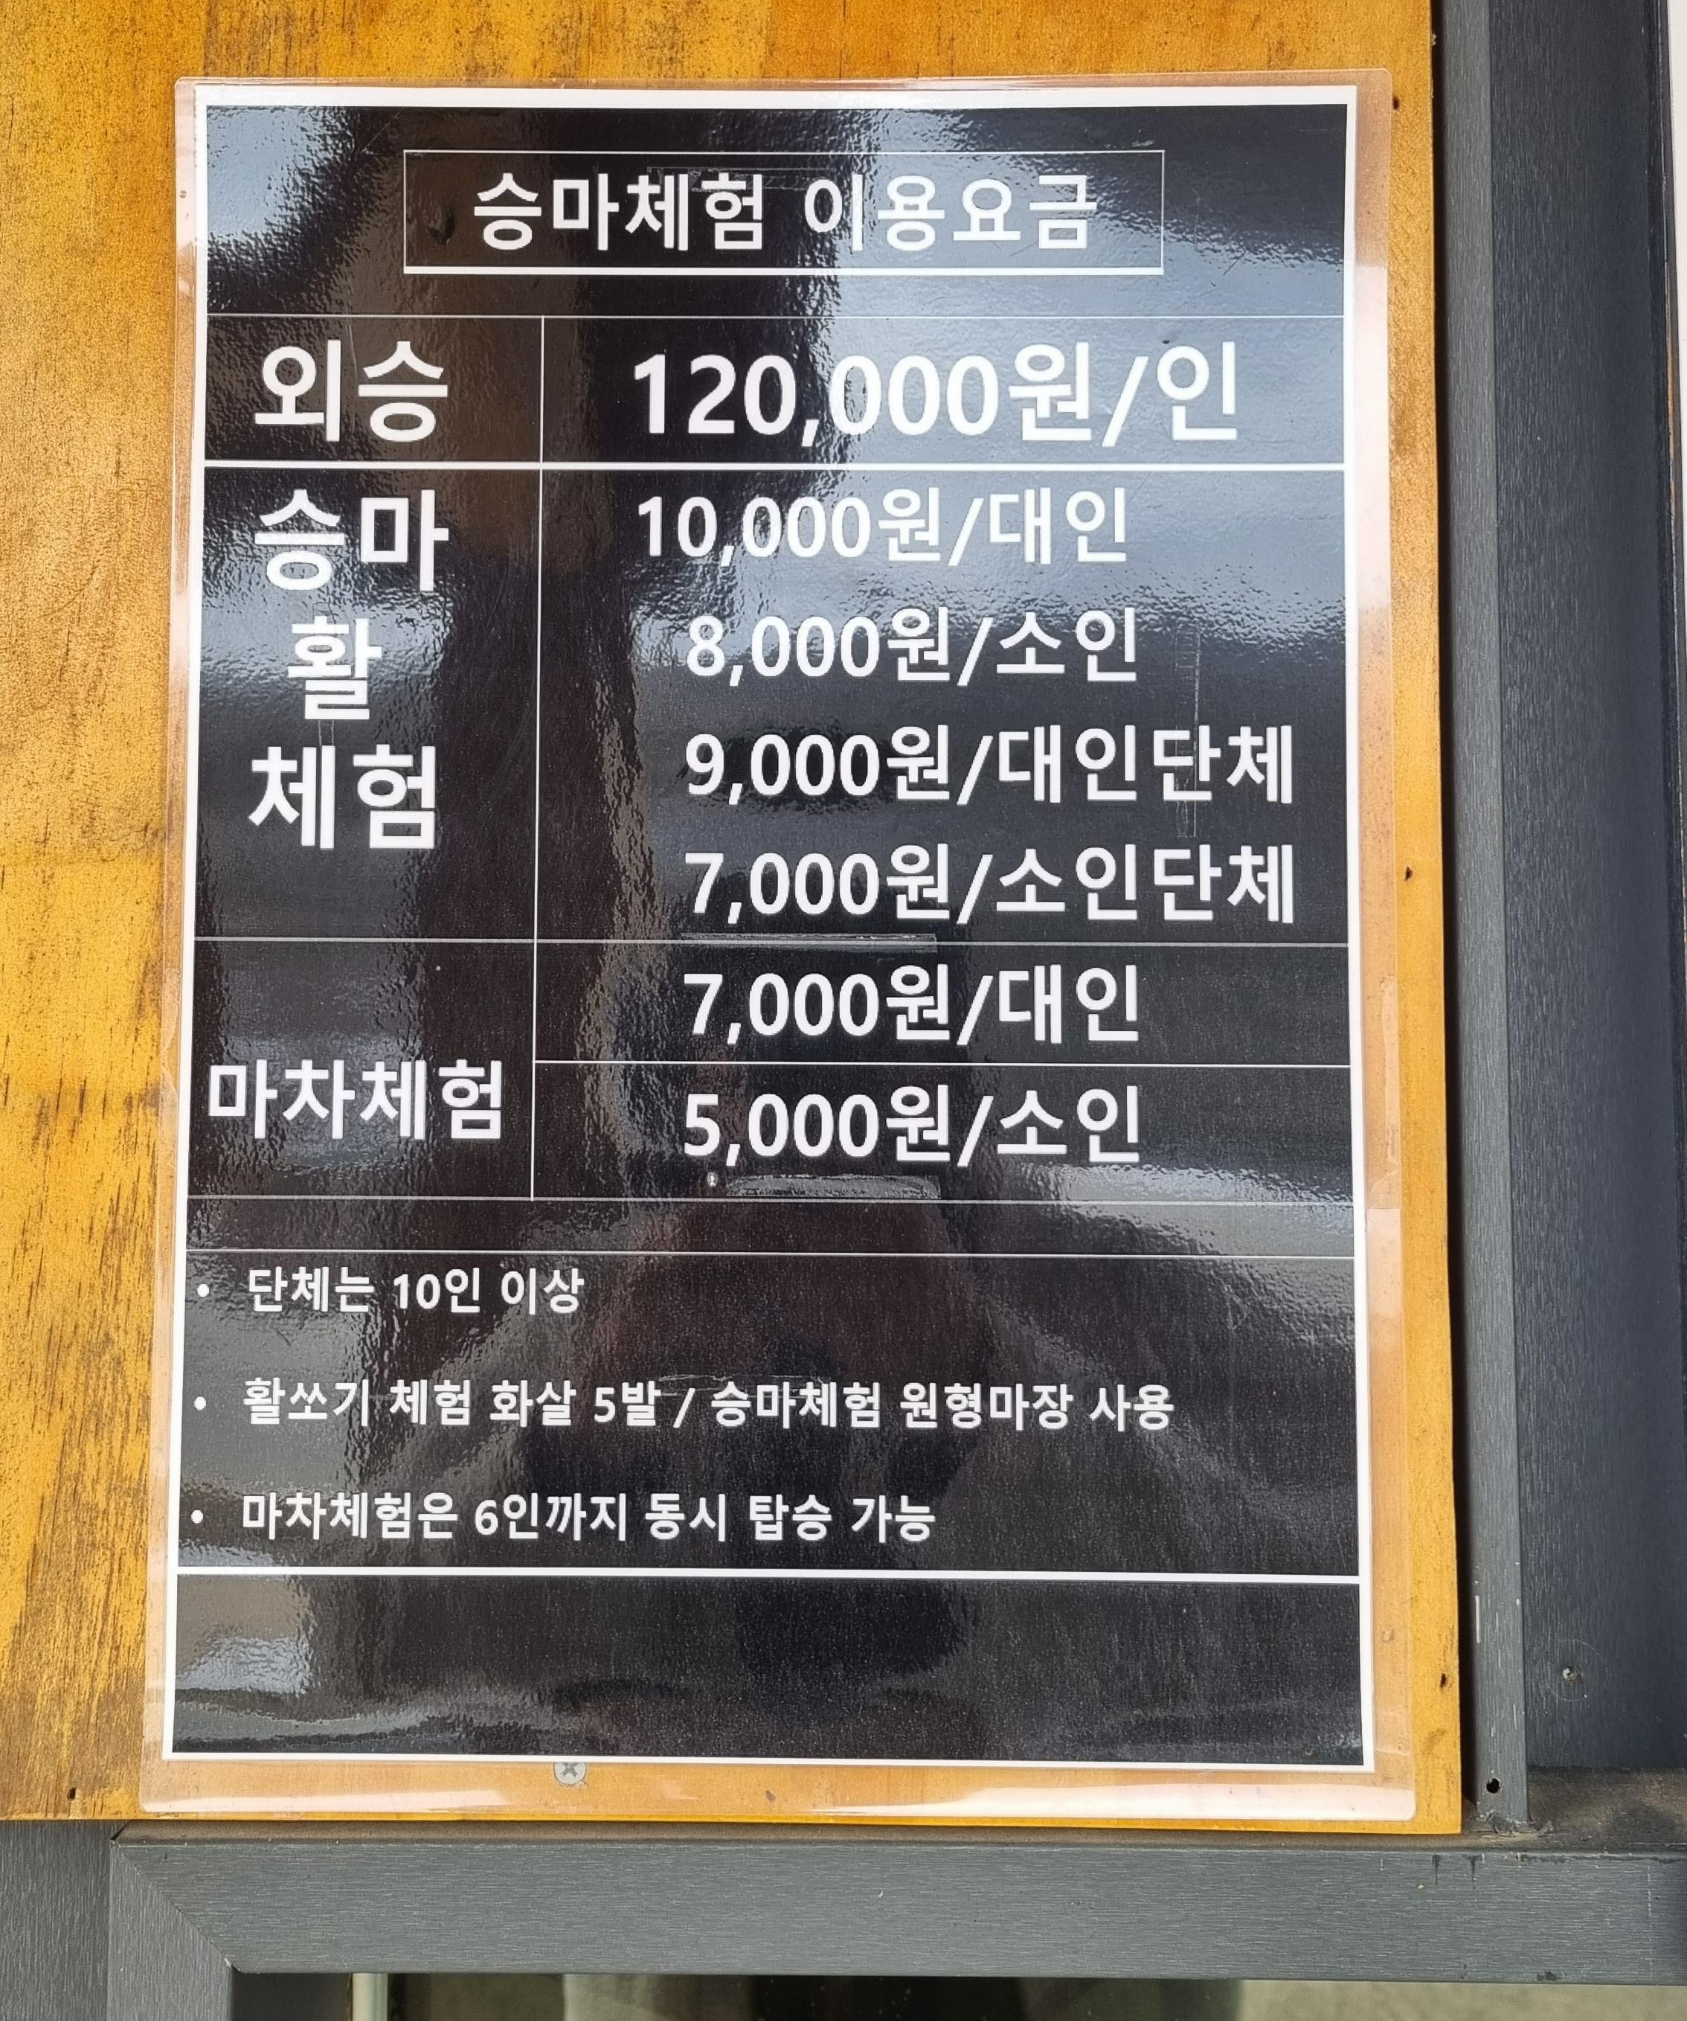 승마체험 이용요금
외승
120,000원/인
승마
활
체험
10,000원/대인
8,000원/소인
9,000원/대인단체
7,000원/소인단체
마차체험
7,000원/대인
5,000원/소인
• 단체는 10인 이상
• 활쏘기 체험 화살 5발 / 승마체험 원형마장 사용
• 마차체험은 6인까지 동시 탑승 가능